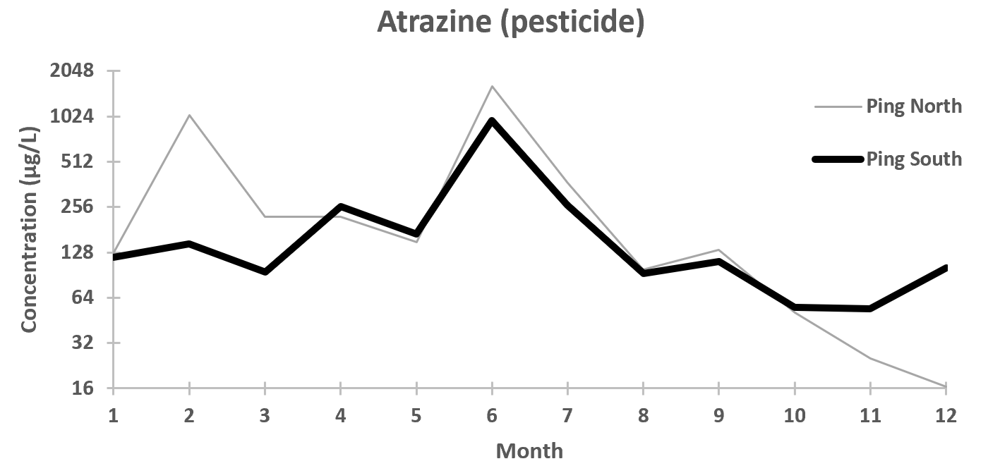 Atrazine (pesticide)
Concentration (µg/L)
2048
1024
512
256
128
64
32
16
1 2 3 4 5 6 7 8 9 10 11 12
Month
Ping North
Ping South